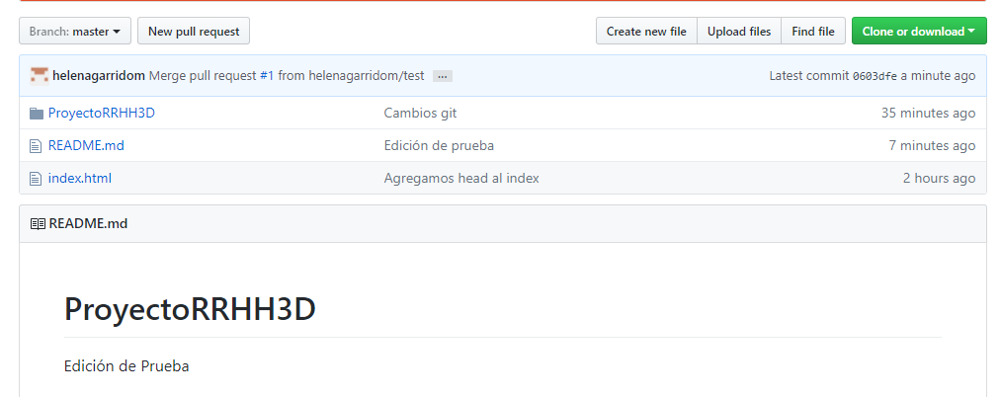 Branch: master New pull request Create new file Upload files Find file Clone or download
helenagarridom Merge pull request #1 from helenagarridom/test ... Latest commit 0603dfe a minute ago
ProyectoRRHH3D Cambios git 35 minutes ago
README.md Edición de prueba 7 minutes ago
index.html Agregamos head al index 2 hours ago
README.md
ProyectoRRHH3D
Edición de Prueba